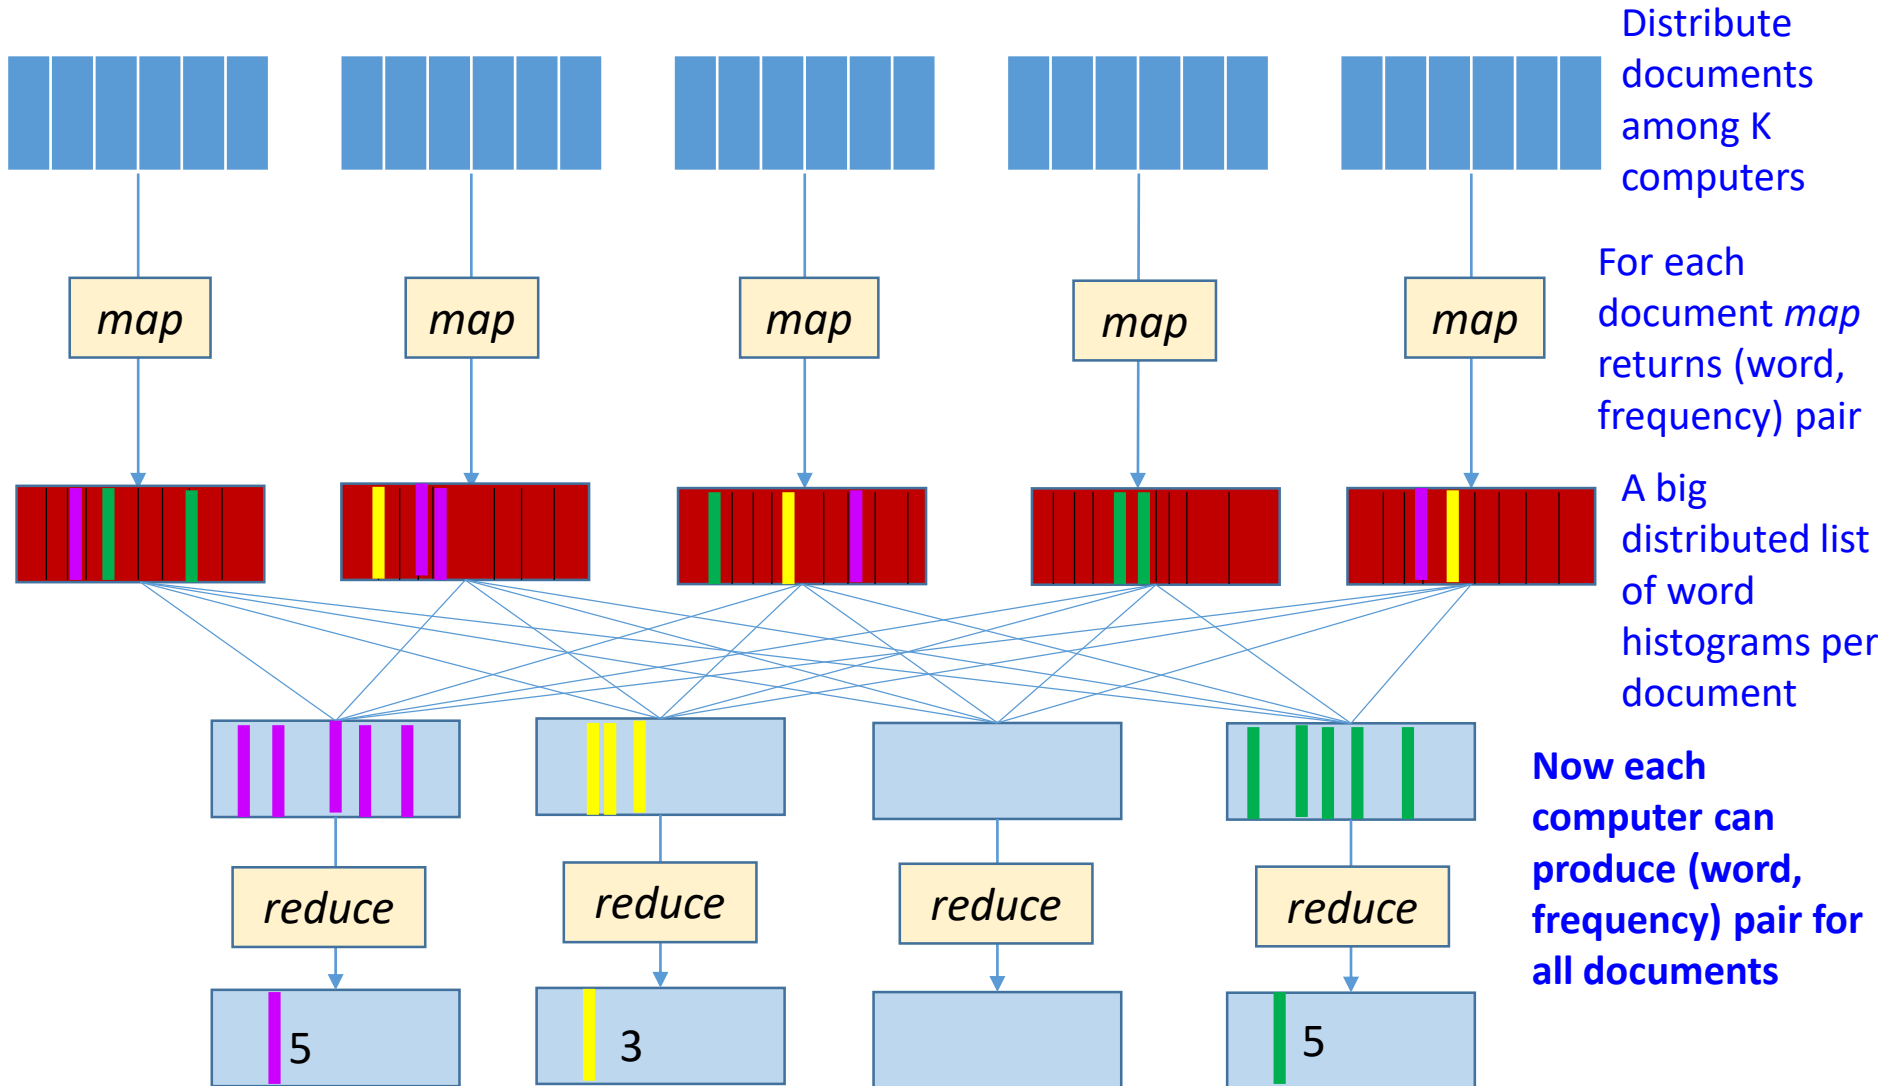 Distribute
documents
among K
computers
map
map
map
map
map
For each
document map
returns (word,
frequency) pair
A big
distributed list
of word
histograms per
document
reduce
reduce
reduce
reduce
Now each
computer can
produce (word,
frequency) pair for
all documents
5
3
5